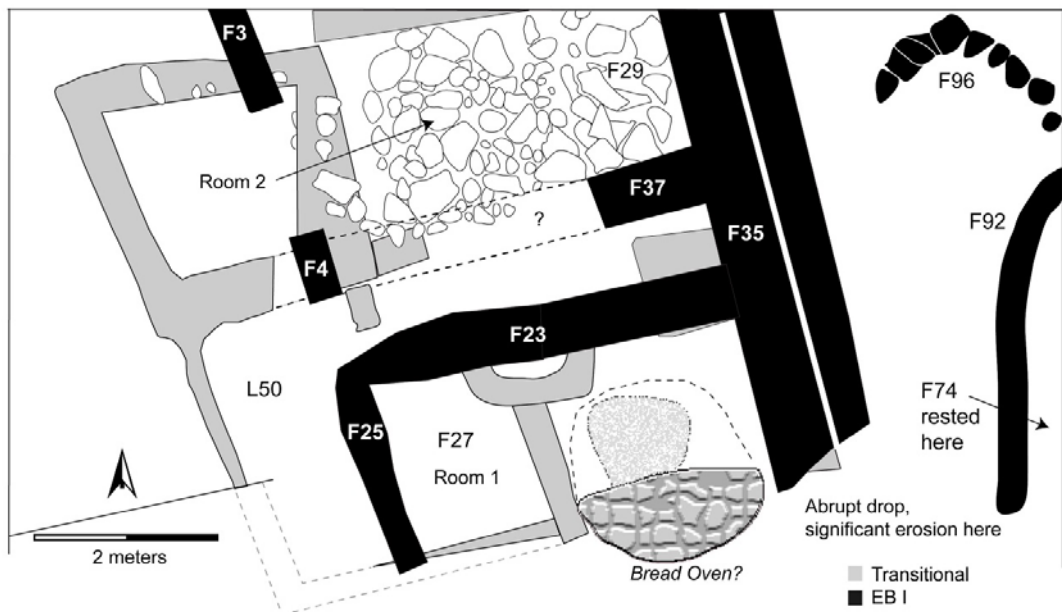 F3
F29
F96
Room 2
F37
F92
?
F35
F4
F23
L50
F74
rested
here
F25
F27
Room 1
Abrupt drop,
significant erosion here
2 meters
Bread Oven?
Transitional
EB I